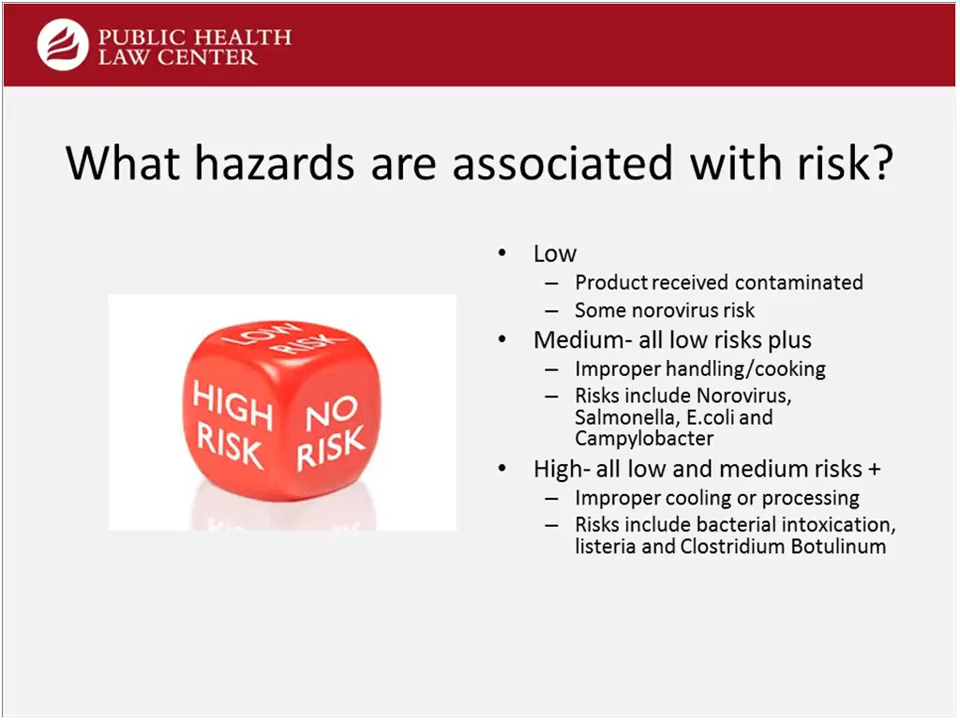 PUBLIC HEALTH
LAW CENTER
What hazards are associated with risk?
LOW
RISK
HIGH
RISK
NO
RISK
• Low
– Product received contaminated
– Some norovirus risk
• Medium- all low risks plus
– Improper handling/cooking
– Risks include Norovirus,
Salmonella, E.coli and
Campylobacter
• High- all low and medium risks +
– Improper cooling or processing
– Risks include bacterial intoxication,
listeria and Clostridium Botulinum